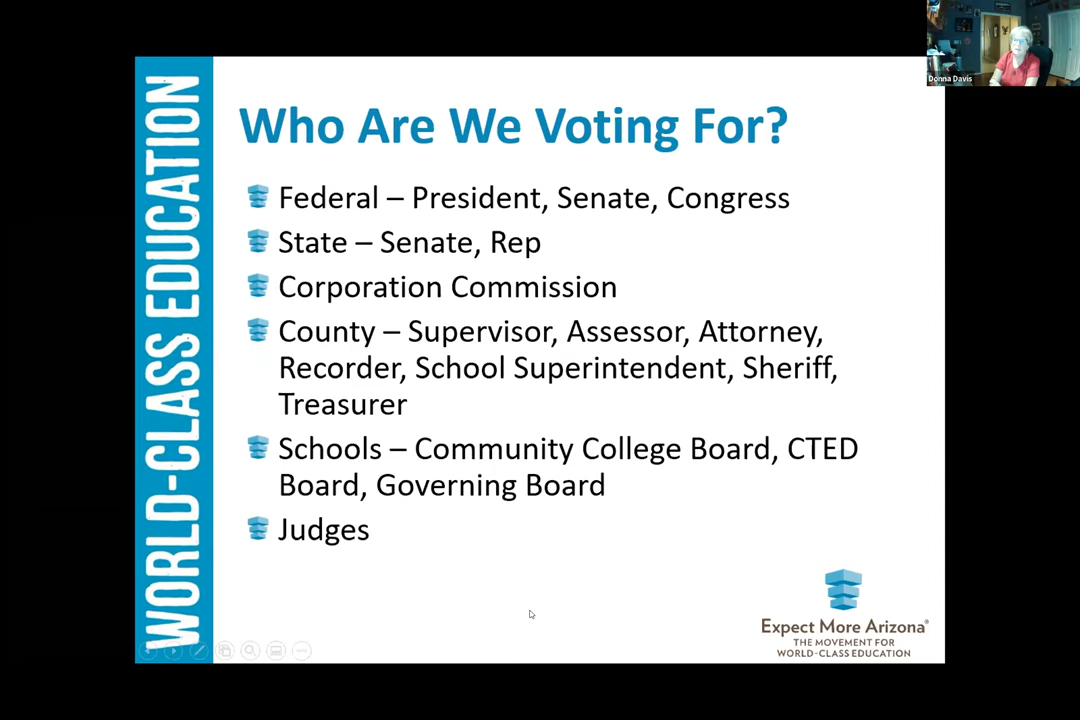 Donna Davis
WORLD-CLASS EDUCATION
Who Are We Voting For?
Federal – President, Senate, Congress
State – Senate, Rep
Corporation Commission
County – Supervisor, Assessor, Attorney,
Recorder, School Superintendent, Sheriff,
Treasurer
Schools – Community College Board, CTED
Board, Governing Board
Judges
Expect More Arizona®
THE MOVEMENT FOR
WORLD-CLASS EDUCATION